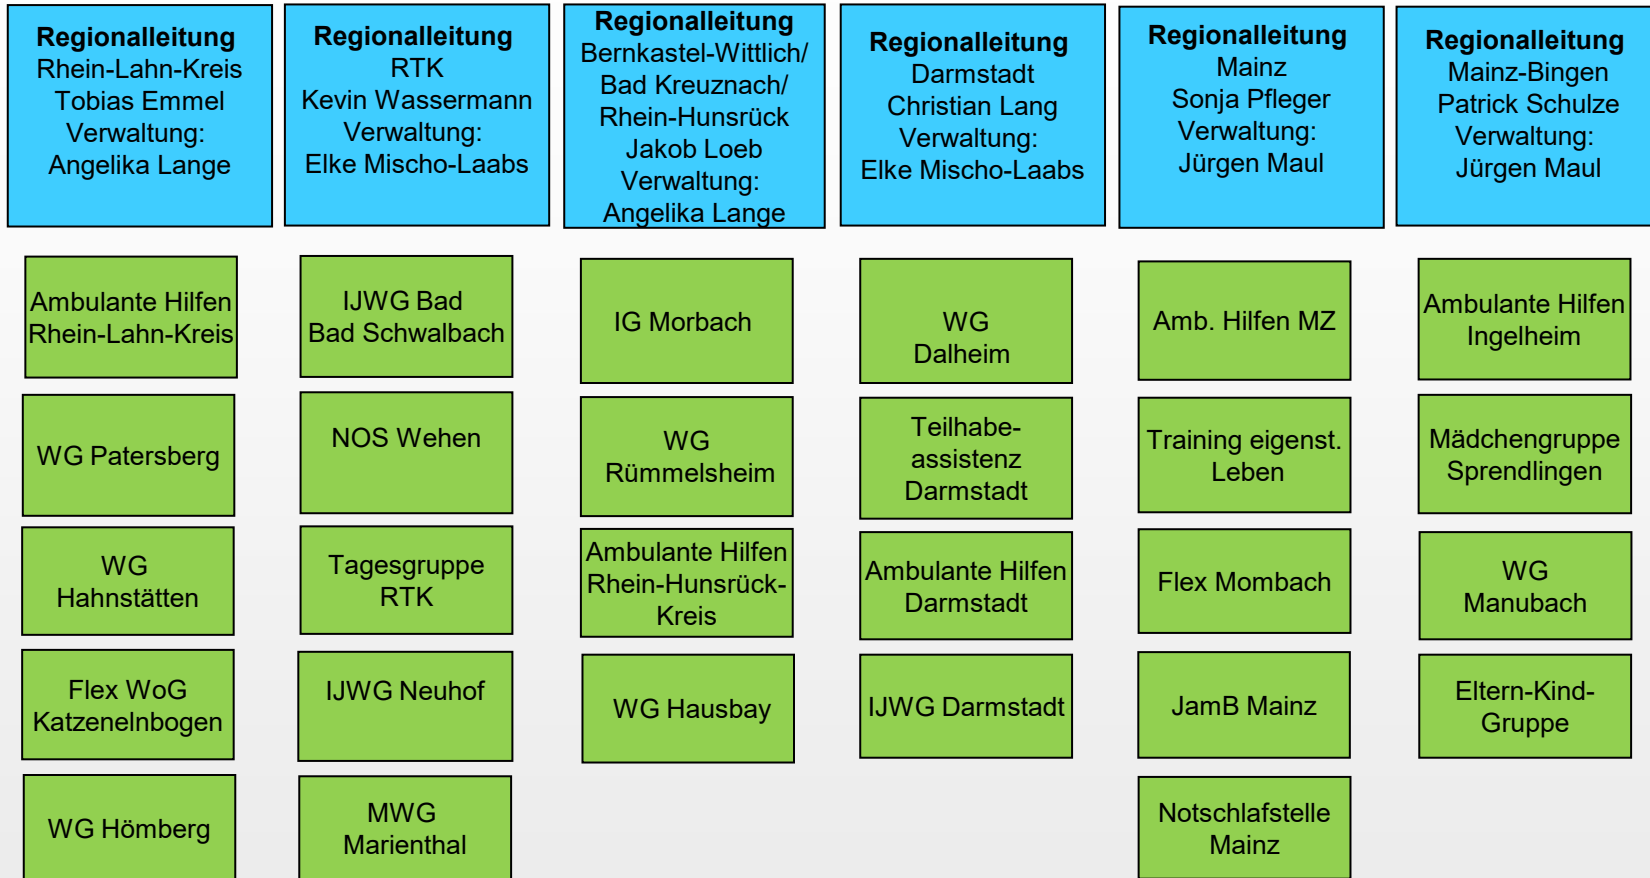 Regionalleitung
Rhein-Lahn-Kreis
Tobias Emmel
Verwaltung:
Angelika Lange
Regionalleitung
RTK
Kevin Wassermann
Verwaltung:
Elke Mischo-Laabs
Regionalleitung
Bernkastel-Wittlich/
Bad Kreuznach/
Rhein-Hunsrück
Jakob Loeb
Verwaltung:
Angelika Lange
Regionalleitung
Darmstadt
Christian Lang
Verwaltung:
Elke Mischo-Laabs
Regionalleitung
Mainz
Sonja Pfleger
Verwaltung:
Jürgen Maul
Regionalleitung
Mainz-Bingen
Patrick Schulze
Verwaltung:
Jürgen Maul
Ambulante Hilfen
Rhein-Lahn-Kreis
IJWG Bad
Bad Schwalbach
IG Morbach
WG
Dalheim
Amb. Hilfen MZ
Ambulante Hilfen
Ingelheim
WG Patersberg
NOS Wehen
WG
Rümmelsheim
Teilhabe-
assistenz
Darmstadt
Training eigenst.
Leben
Mädchengruppe
Sprendlingen
WG
Hahnstätten
Tagesgruppe
RTK
Ambulante Hilfen
Rhein-Hunsrück-
Kreis
Ambulante Hilfen
Darmstadt
Flex Mombach
WG
Manubach
Flex WoG
Katzenelnbogen
IJWG Neuhof
WG Hausbay
IJWG Darmstadt
JamB Mainz
Eltern-Kind-
Gruppe
WG Hömberg
MWG
Marienthal
Notschlafstelle
Mainz